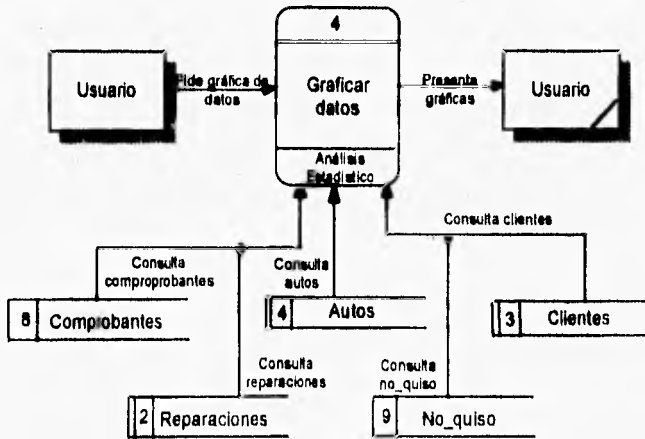 4
Usuario
Pide gráfica de
datos
Graficar
datos
Presenta
gráficas
Usuario
Análisis
Estadístico
Consulta clientes
Consulta
comproprobantes
Consulta
autos
8 Comprobantes
4 Autos
3 Clientes
Consulta
reparaciones
Consulta
no_quiso
2 Reparaciones
9 No_quiso